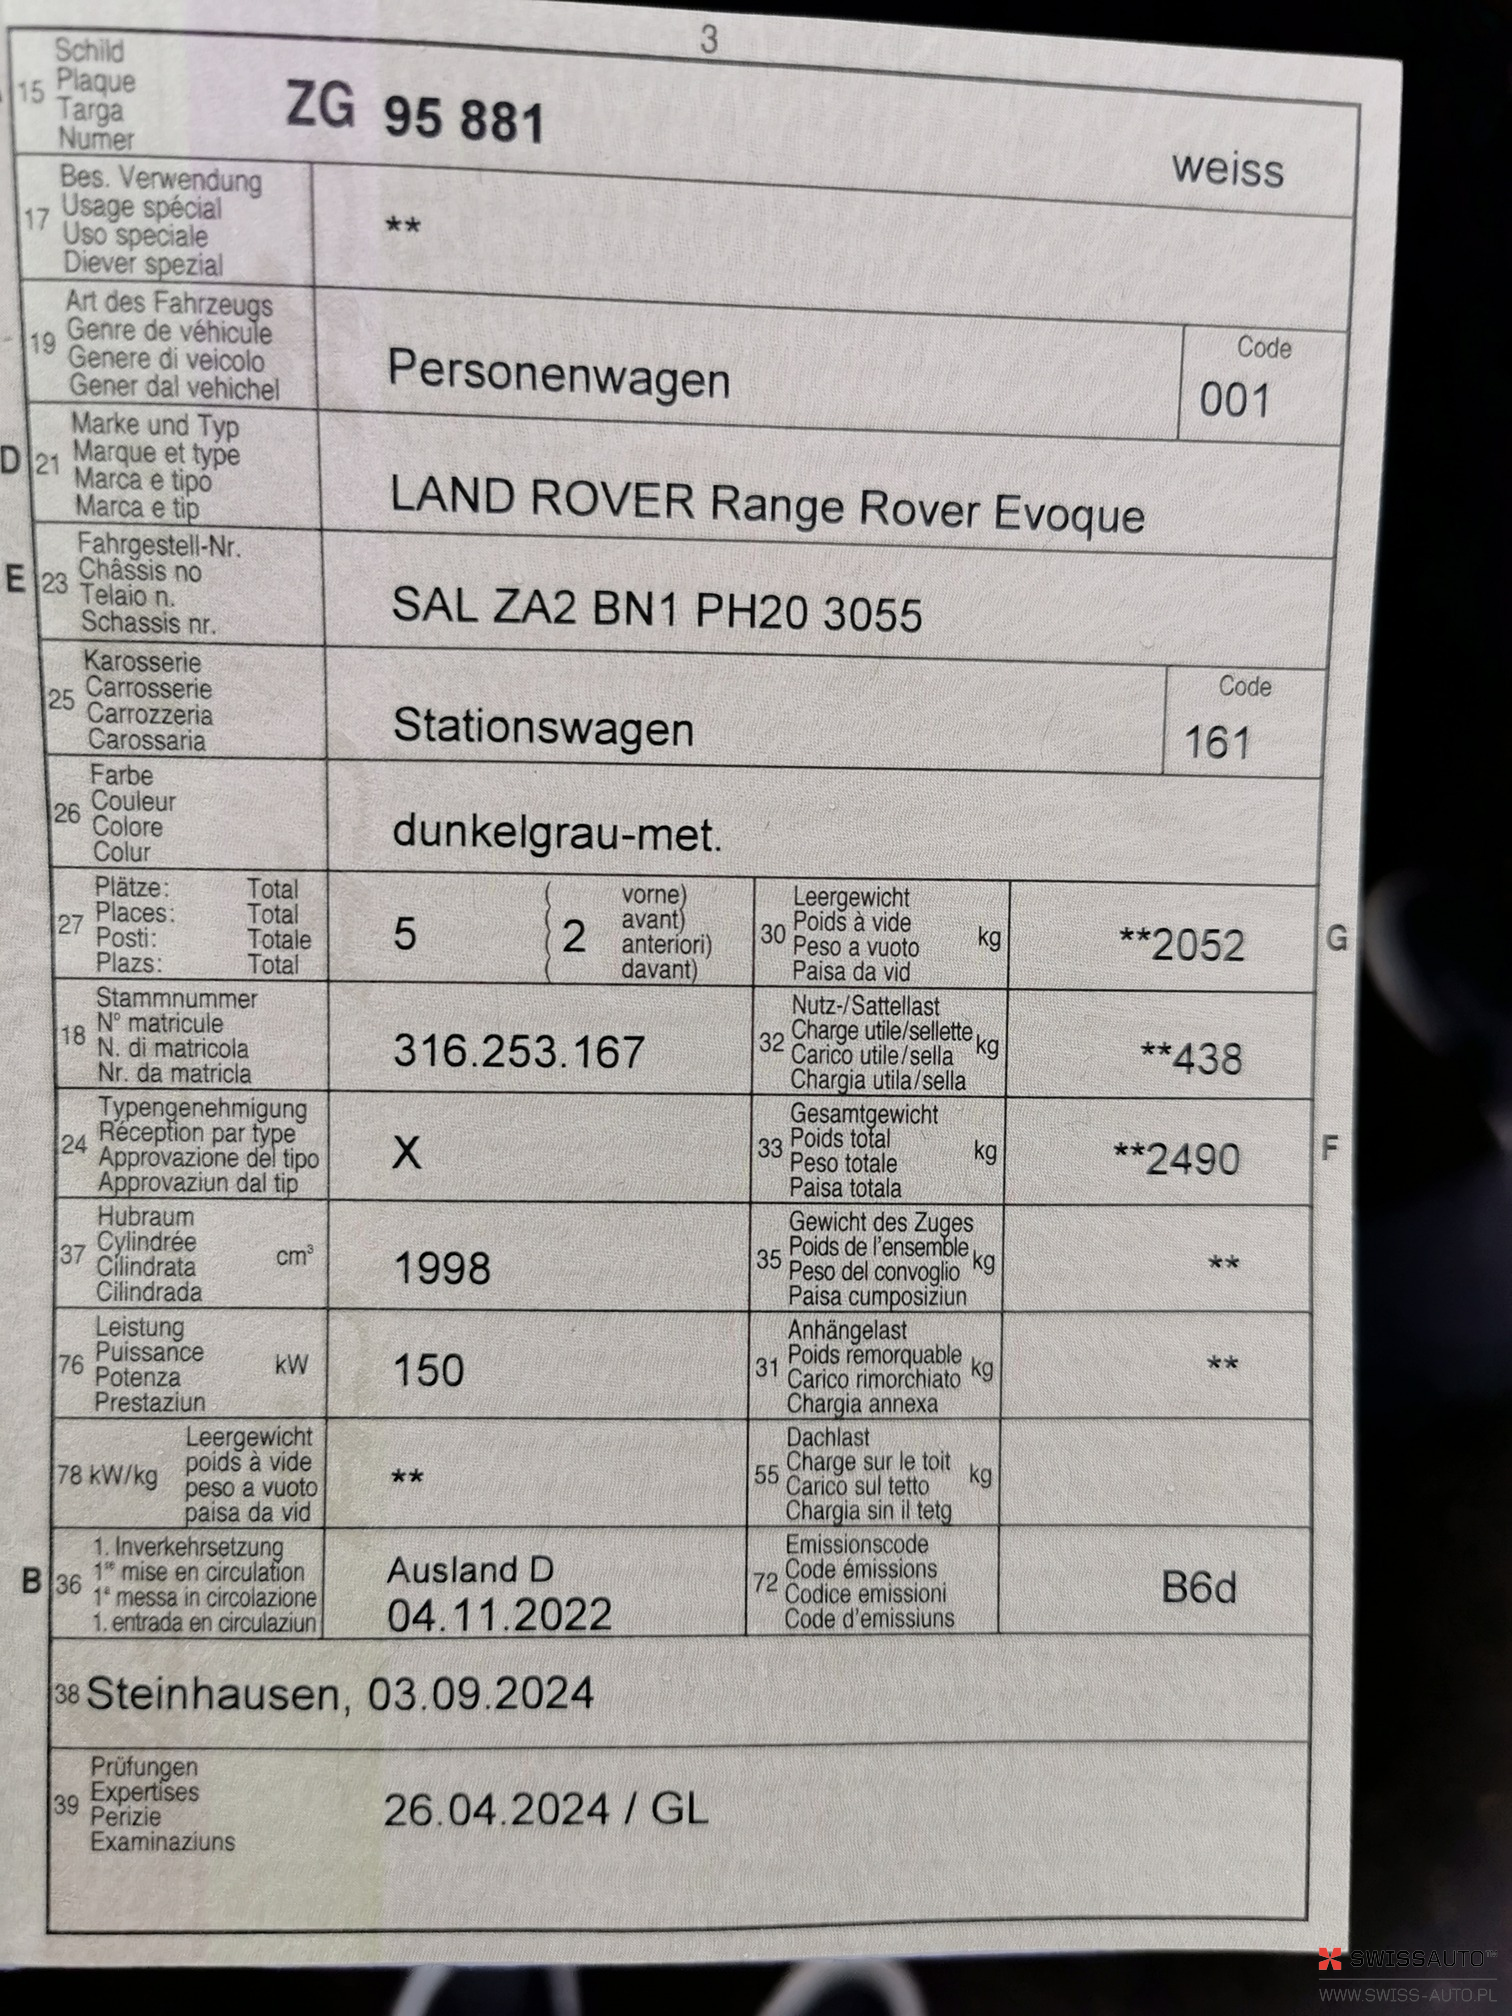 3
15 Schild
Plaque
Targa
Numer
ZG 95 881
weiss
17 Bes. Verwendung
Usage spécial
Uso speciale
Diever spezial
**
19 Art des Fahrzeugs
Genre de véhicule
Genere di veicolo
Gener dal vehichel
Personenwagen
Code
001
D 21 Marke und Typ
Marque et type
Marca e tipo
Marca e tip
LAND ROVER Range Rover Evoque
E 23 Fahrgestell-Nr.
Châssis no
Telaio n.
Schassis nr.
SAL ZA2 BN1 PH20 3055
25 Karosserie
Carrosserie
Carrozzeria
Carossaria
Stationswagen
Code
161
26 Farbe
Couleur
Colore
Colur
dunkelgrau-met.
27 Plätze: Total
Places: Total
Posti: Totale
Plazs: Total
5
( 2 vorne)
( avant)
( anteriori)
( davant)
30 Leergewicht
Poids à vide
Peso a vuoto
Paisa da vid
kg
**2052
G
18 Stammnummer
N° matricule
N. di matricola
Nr. da matricla
316.253.167
32 Nutz-/Sattellast
Charge utile/sellette
Carico utile/sella
Chargia utila/sella
kg
**438
24 Typengenehmigung
Réception par type
Approvazione del tipo
Approvaziun dal tip
X
33 Gesamtgewicht
Poids total
Peso totale
Paisa totala
kg
**2490
F
37 Hubraum
Cylindrée
Cilindrata
Cilindrada
cm³
1998
35 Gewicht des Zuges
Poids de l'ensemble
Peso del convoglio
Paisa cumposiziun
kg
**
76 Leistung
Puissance
Potenza
Prestaziun
kW
150
31 Anhängelast
Poids remorquable
Carico rimorchiato
Chargia annexa
kg
**
78 kW/kg
Leergewicht
poids à vide
peso a vuoto
paisa da vid
**
55 Dachlast
Charge sur le toit
Carico sul tetto
Chargia sin il tetg
kg
B 36 1. Inverkehrsetzung
1re mise en circulation
1a messa in circolazione
1. entrada en circulaziun
Ausland D
04.11.2022
72 Emissionscode
Code émissions
Codice emissioni
Code d'emissiuns
B6d
38 Steinhausen, 03.09.2024
39 Prüfungen
Expertises
Perizie
Examinaziuns
26.04.2024 / GL
SWISSAUTO™
WWW.SWISS-AUTO.PL